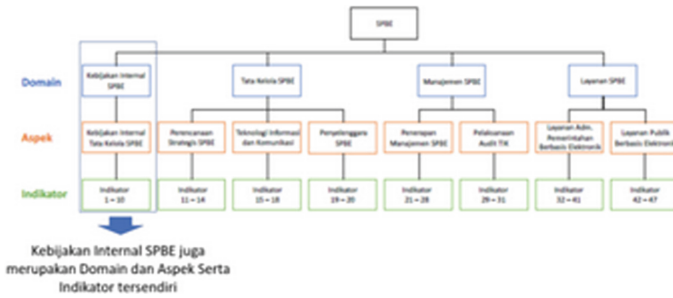 SPBE
Domain
Kebijakan Internal
SPBE
Tata Kelola SPBE
Manajemen SPBE
Layanan SPBE
Aspek
Kebijakan Internal
Tata Kelola SPBE
Perencanaan
Strategis SPBE
Teknologi Informasi
dan Komunikasi
Penyelenggara
SPBE
Penerapan
Manajemen SPBE
Pelaksanaan
Audit TIK
Layanan Adm.
Pemerintahan
Berbasis Elektronik
Layanan Publik
Berbasis Elektronik
Indikator
Indikator
1 – 10
Indikator
11 – 14
Indikator
15 – 18
Indikator
19 – 20
Indikator
21 – 28
Indikator
29 – 31
Indikator
32 – 41
Indikator
42 – 47
Kebijakan Internal SPBE juga
merupakan Domain dan Aspek Serta
Indikator tersendiri